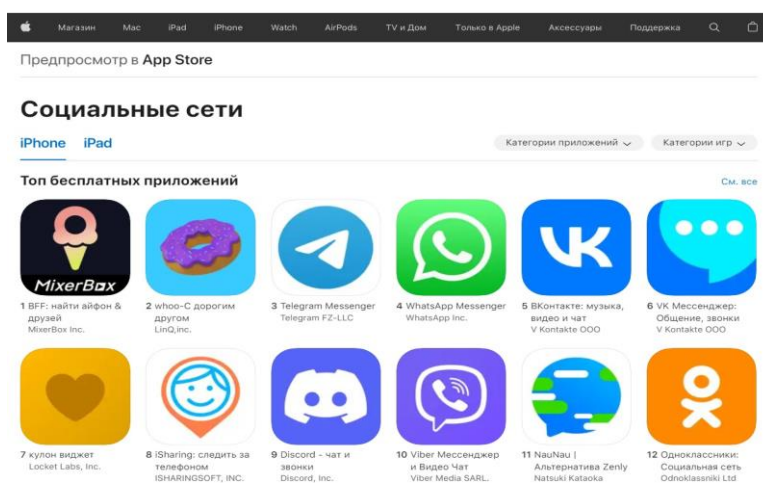 Магазин Mac iPad iPhone Watch AirPods TV и Дом Только в Apple Аксессуары Поддержка
Предпросмотр в App Store
Социальные сети
iPhone iPad Категории приложений Категории игр
Топ бесплатных приложений См. все
MixerBox
VK
1 BFF: найти айфон & друзей
MixerBox Inc.
2 whoo-С дорогим другом
LinQ,inc.
3 Telegram Messenger
Telegram FZ-LLC
4 WhatsApp Messenger
WhatsApp Inc.
5 ВКонтакте: музыка, видео и чат
V Kontakte OOO
6 VK Мессенджер: Общение, звонки
V Kontakte OOO
7 кулон виджет
Locket Labs, Inc.
8 iSharing: следить за телефоном
ISHARINGSOFT, INC.
9 Discord - чат и звонки
Discord, Inc.
10 Viber Мессенджер и Видео Чат
Viber Media SARL.
11 NauNau | Альтернатива Zenly
Natsuki Kataoka
12 Одноклассники: Социальная сеть
Odnoklassniki Ltd